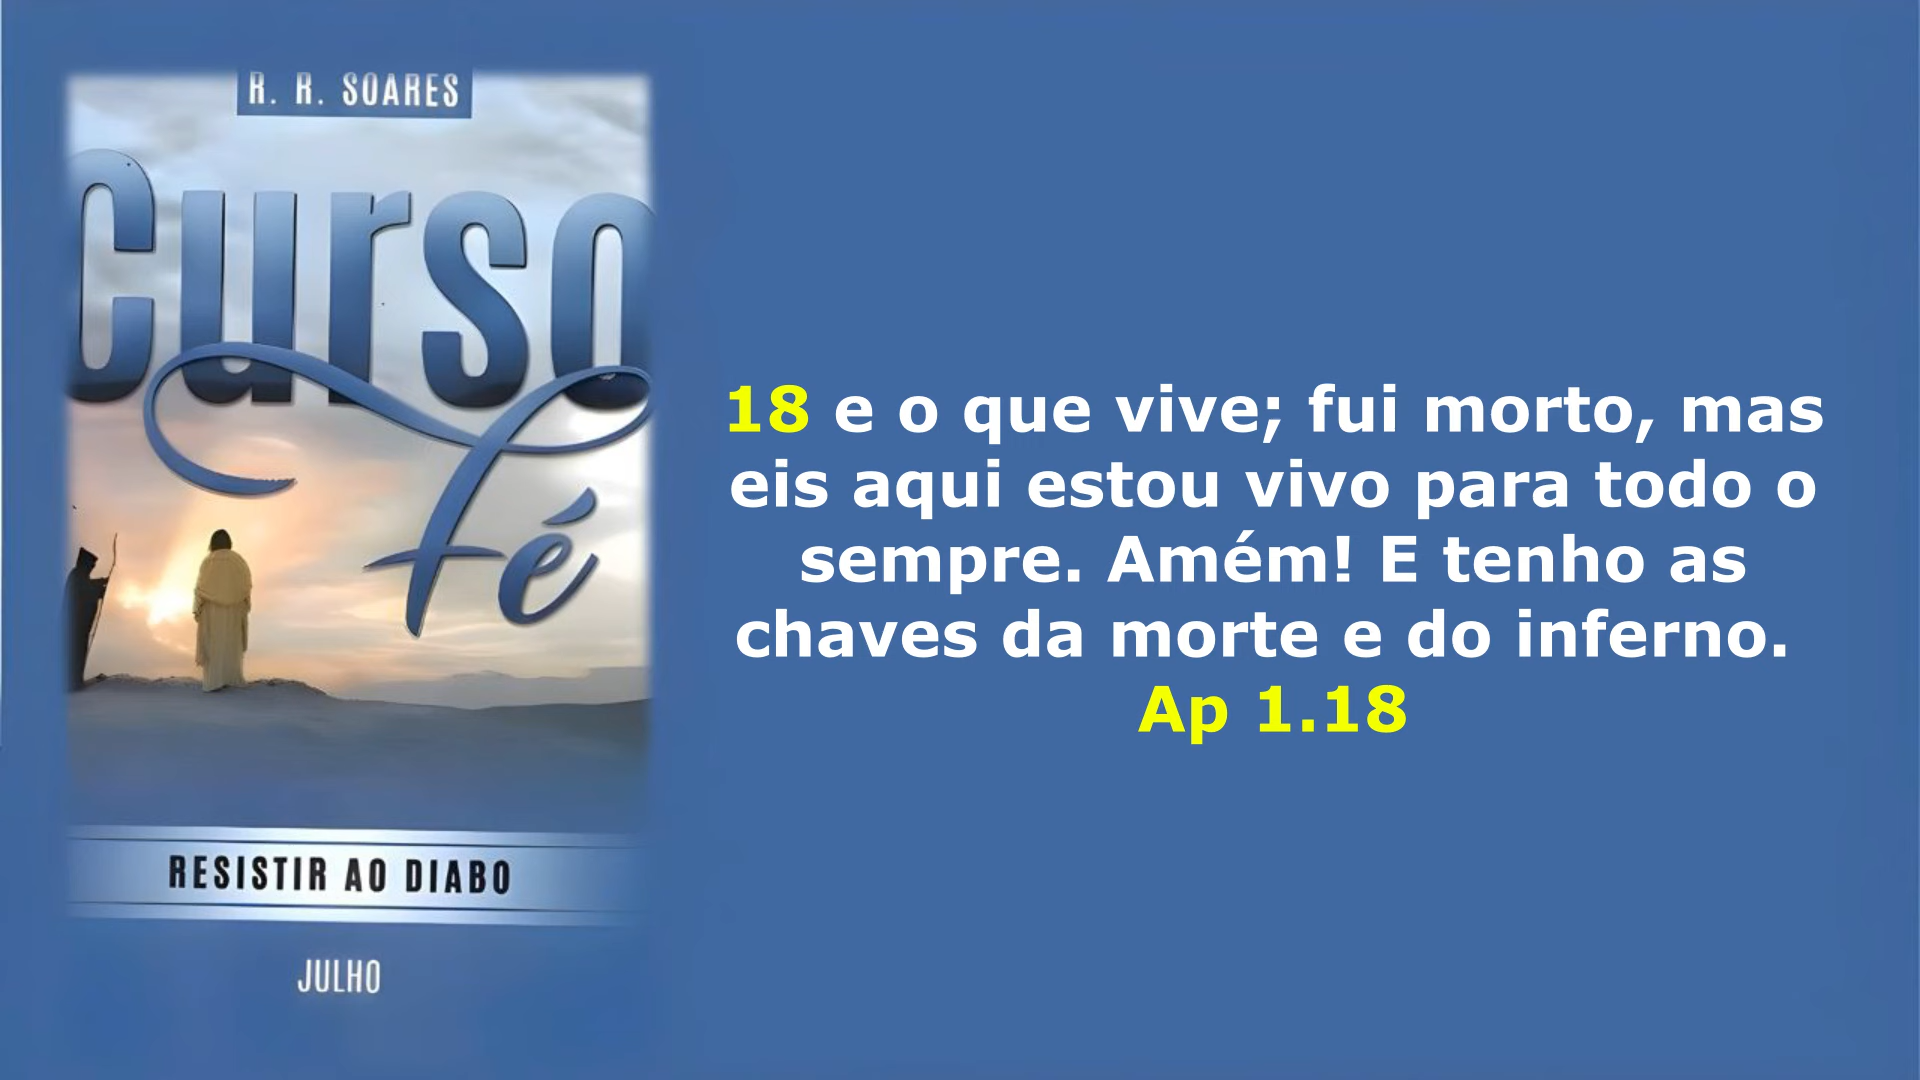 R. R. SOARES
Curso
Fé
RESISTIR AO DIABO
JULHO
18 e o que vive; fui morto, mas
eis aqui estou vivo para todo o
sempre. Amém! E tenho as
chaves da morte e do inferno.
Ap 1.18